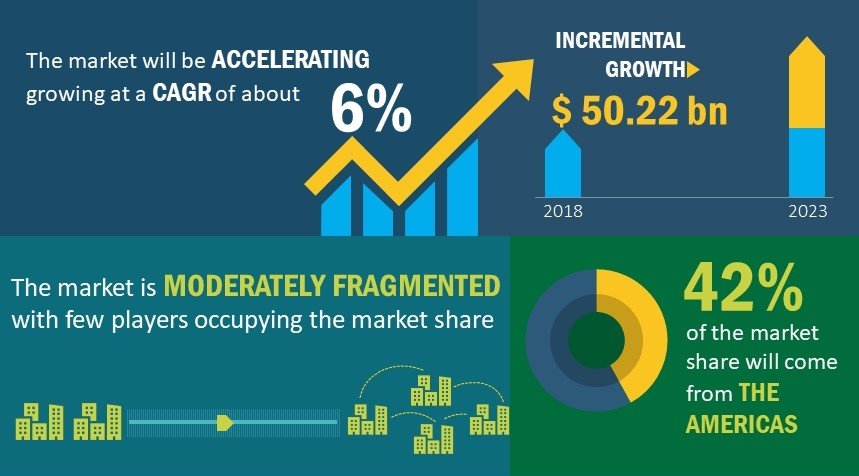 The market will be ACCELERATING
growing at a CAGR of about
6%
INCREMENTAL
GROWTH
$ 50.22 bn
2018
2023
The market is MODERATELY FRAGMENTED
with few players occupying the market share
42%
of the market
share will come
from THE
AMERICAS